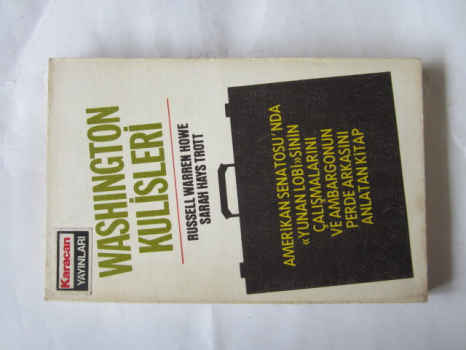 Karacan
YAYINLARI
WASHINGTON
KULİSLERİ
RUSSELL WARREN HOWE
SARAH HAYS TROTT
AMERİKAN SENATOSU'NDA
«YUNAN LOBİ»SİNİN
ÇALIŞMALARINI
VE AMBARGONUN
PERDE ARKASINI
ANLATAN KİTAP